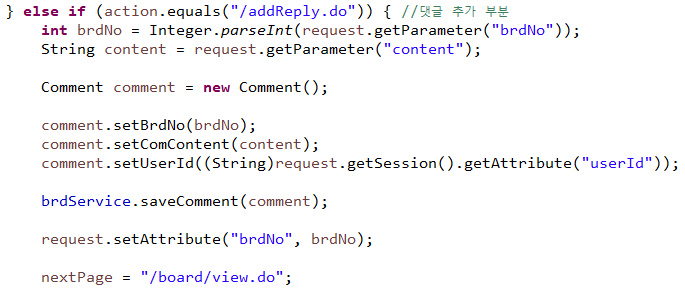 } else if (action.equals("/addReply.do")) { //댓글 추가 부분
int brdNo = Integer.parseInt(request.getParameter("brdNo"));
String content = request.getParameter("content");
Comment comment = new Comment();
comment.setBrdNo(brdNo);
comment.setComContent(content);
comment.setUserId((String)request.getSession().getAttribute("userId"));
brdService.saveComment(comment);
request.setAttribute("brdNo", brdNo);
nextPage = "/board/view.do";